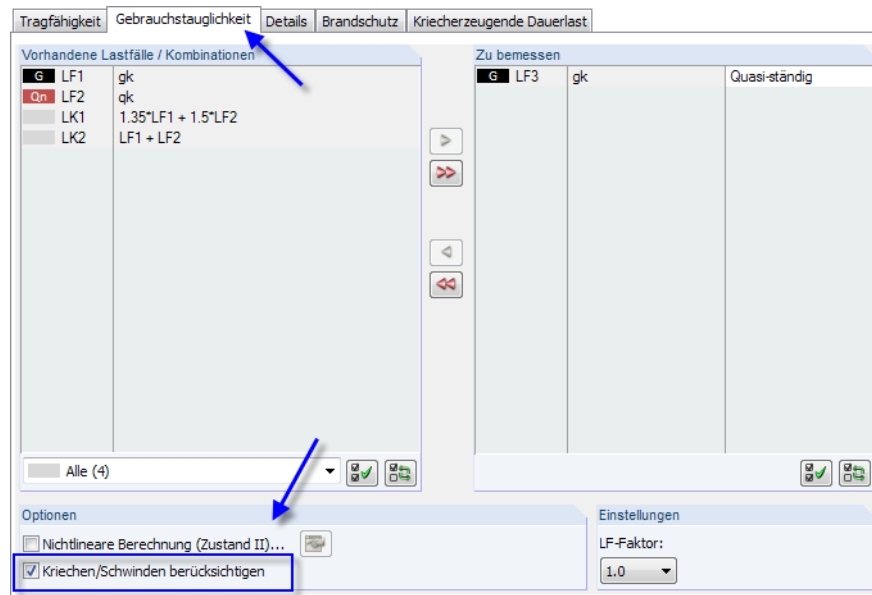 Tragfähigkeit Gebrauchstauglichkeit Details Brandschutz Kriecherzeugende Dauerlast
Vorhandene Lastfälle / Kombinationen
G LF1 gk
Qn LF2 qk
LK1 1.35*LF1 + 1.5*LF2
LK2 LF1 + LF2
Alle (4)
Zu bemessen
G LF3 gk Quasi-ständig
Optionen
Nichtlineare Berechnung (Zustand II)...
Kriechen/Schwinden berücksichtigen
Einstellungen
LF-Faktor:
1.0